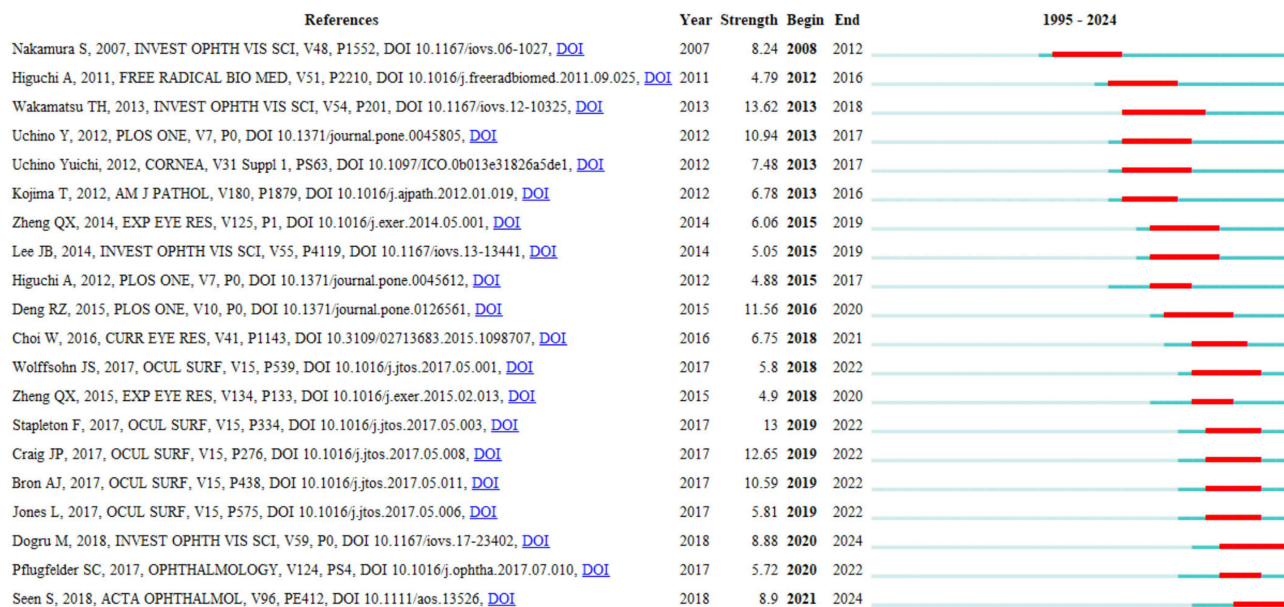 References Year Strength Begin End 1995 - 2024
Nakamura S, 2007, INVEST OPHTH VIS SCI, V48, P1552, DOI 10.1167/iovs.06-1027, DOI 2007 8.24 2008 2012
Higuchi A, 2011, FREE RADICAL BIO MED, V51, P2210, DOI 10.1016/j.freeradbiomed.2011.09.025, DOI 2011 4.79 2012 2016
Wakamatsu TH, 2013, INVEST OPHTH VIS SCI, V54, P201, DOI 10.1167/iovs.12-10325, DOI 2013 13.62 2013 2018
Uchino Y, 2012, PLOS ONE, V7, P0, DOI 10.1371/journal.pone.0045805, DOI 2012 10.94 2013 2017
Uchino Yuichi, 2012, CORNEA, V31 Suppl 1, PS63, DOI 10.1097/ICO.0b013e31826a5de1, DOI 2012 7.48 2013 2017
Kojima T, 2012, AM J PATHOL, V180, P1879, DOI 10.1016/j.ajpath.2012.01.019, DOI 2012 6.78 2013 2016
Zheng QX, 2014, EXP EYE RES, V125, P1, DOI 10.1016/j.exer.2014.05.001, DOI 2014 6.06 2015 2019
Lee JB, 2014, INVEST OPHTH VIS SCI, V55, P4119, DOI 10.1167/iovs.13-13441, DOI 2014 5.05 2015 2019
Higuchi A, 2012, PLOS ONE, V7, P0, DOI 10.1371/journal.pone.0045612, DOI 2012 4.88 2015 2017
Deng RZ, 2015, PLOS ONE, V10, P0, DOI 10.1371/journal.pone.0126561, DOI 2015 11.56 2016 2020
Choi W, 2016, CURR EYE RES, V41, P1143, DOI 10.3109/02713683.2015.1098707, DOI 2016 6.75 2018 2021
Wolffsohn JS, 2017, OCUL SURF, V15, P539, DOI 10.1016/j.jtos.2017.05.001, DOI 2017 5.8 2018 2022
Zheng QX, 2015, EXP EYE RES, V134, P133, DOI 10.1016/j.exer.2015.02.013, DOI 2015 4.9 2018 2020
Stapleton F, 2017, OCUL SURF, V15, P334, DOI 10.1016/j.jtos.2017.05.003, DOI 2017 13 2019 2022
Craig JP, 2017, OCUL SURF, V15, P276, DOI 10.1016/j.jtos.2017.05.008, DOI 2017 12.65 2019 2022
Bron AJ, 2017, OCUL SURF, V15, P438, DOI 10.1016/j.jtos.2017.05.011, DOI 2017 10.59 2019 2022
Jones L, 2017, OCUL SURF, V15, P575, DOI 10.1016/j.jtos.2017.05.006, DOI 2017 5.81 2019 2022
Dogru M, 2018, INVEST OPHTH VIS SCI, V59, P0, DOI 10.1167/iovs.17-23402, DOI 2018 8.88 2020 2024
Pflugfelder SC, 2017, OPHTHALMOLOGY, V124, PS4, DOI 10.1016/j.ophtha.2017.07.010, DOI 2017 5.72 2020 2022
Seen S, 2018, ACTA OPHTHALMOL, V96, PE412, DOI 10.1111/aos.13526, DOI 2018 8.9 2021 2024